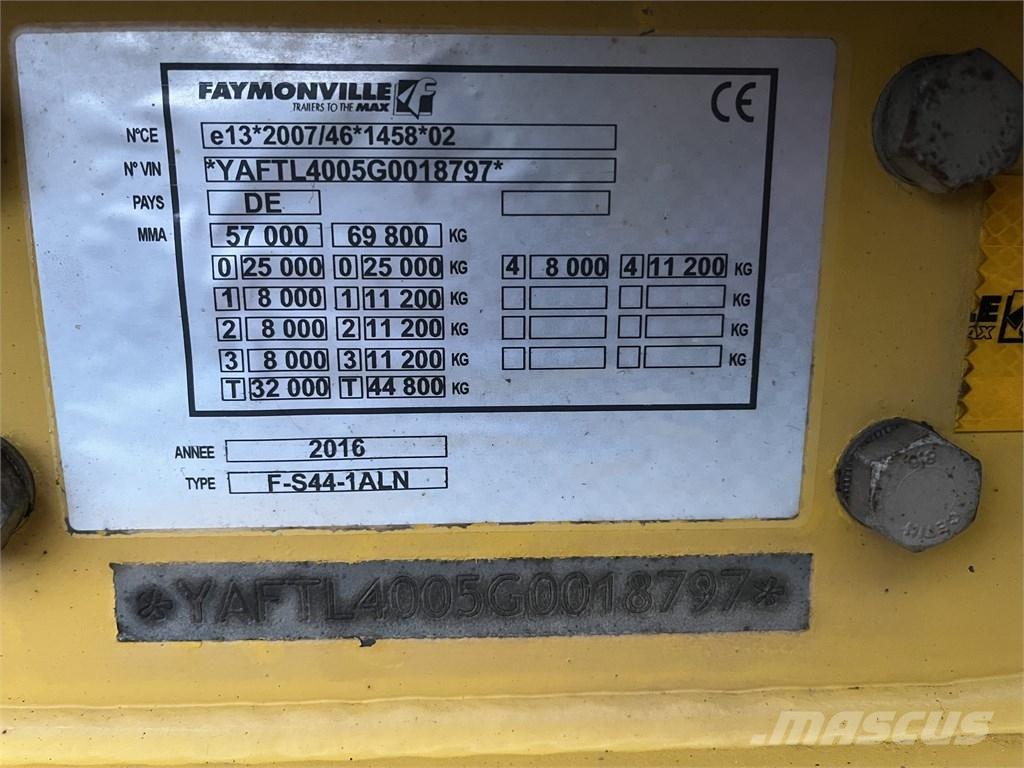 FAYMONVILLE
TRAILERS TO THE MAX
CE
N°CE e13*2007/46*1458*02
N° VIN *YAFTL4005G0018797*
PAYS DE
MMA 57 000 69 800 KG
0 25 000 0 25 000 KG 4 8 000 4 11 200 KG
1 8 000 1 11 200 KG KG
2 8 000 2 11 200 KG KG
3 8 000 3 11 200 KG KG
T 32 000 T 44 800 KG
ANNEE 2016
TYPE F-S44-1ALN
*YAFTL4005G0018797*
MASCUS